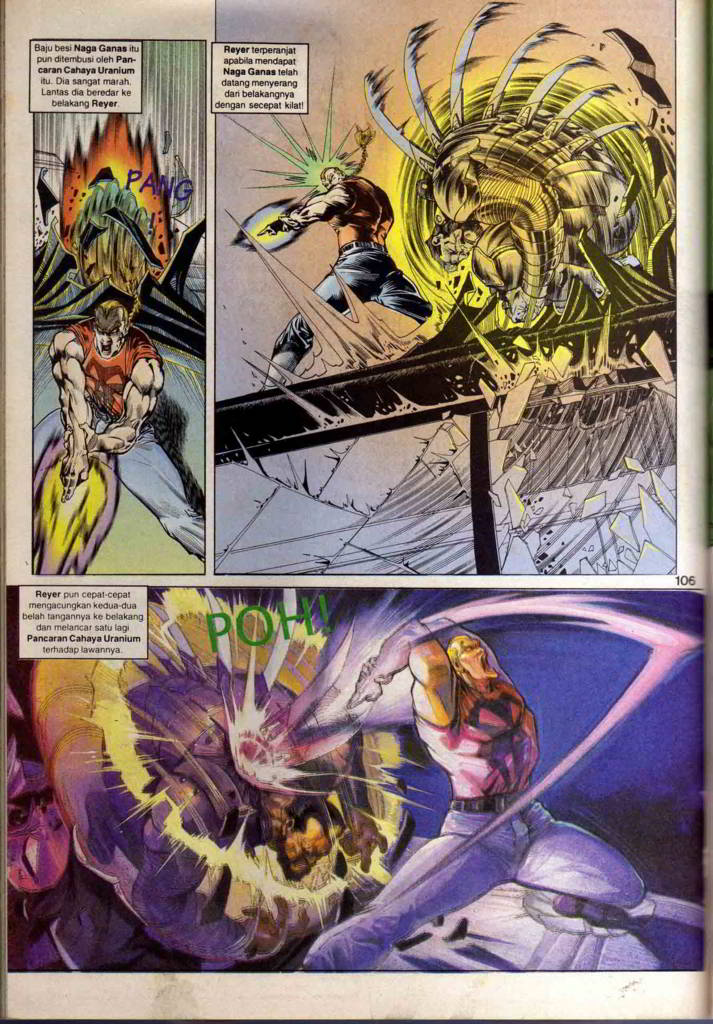 Baju besi Naga Ganas itu
pun ditembusi oleh Pan-
caran Cahaya Uranium
itu. Dia sangat marah.
Lantas dia beredar ke
belakang Reyer.
PANG
Reyer terperanjat
apabila mendapat
Naga Ganas telah
datang menyerang
dari belakangnya
dengan secepat kilat!
106
Reyer pun cepat-cepat
mengacungkan kedua-dua
belah tangannya ke belakang
dan melancar satu lagi
Pancaran Cahaya Uranium
terhadap lawannya.
POH!